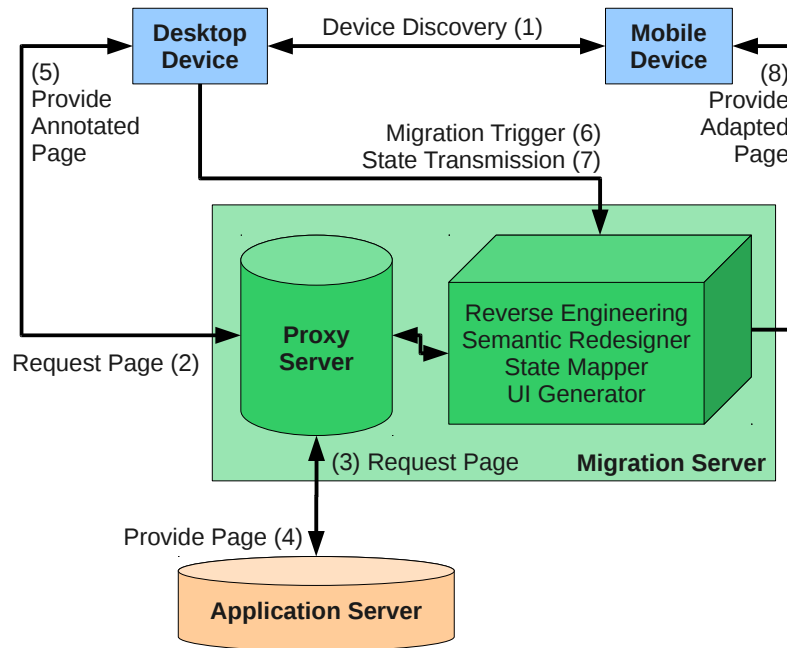 Desktop
Device
Device Discovery (1)
Mobile
Device
(5)
Provide
Annotated
Page
(8)
Provide
Adapted
Page
Migration Trigger (6)
State Transmission (7)
Proxy
Server
Reverse Engineering
Semantic Redesigner
State Mapper
UI Generator
Request Page (2)
(3) Request Page
Migration Server
Provide Page (4)
Application Server